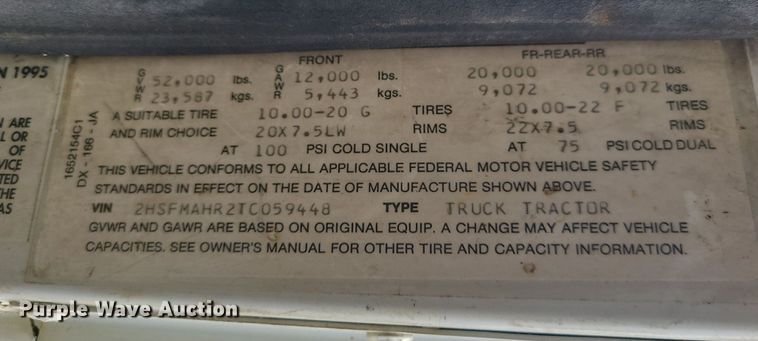 FRONT FR-REAR-RR
N 1995 GVWR 52,000 lbs. GAWR 12,000 lbs. 20,000 20,000 lbs.
23,587 kgs. 5,443 kgs. 9,072 9,072 kgs.
A SUITABLE TIRE 10.00-20 G TIRES 10.00-22 F TIRES
AND RIM CHOICE 20X7.5LW RIMS 22X7.5 RIMS
AT 100 PSI COLD SINGLE AT 75 PSI COLD DUAL
THIS VEHICLE CONFORMS TO ALL APPLICABLE FEDERAL MOTOR VEHICLE SAFETY
STANDARDS IN EFFECT ON THE DATE OF MANUFACTURE SHOWN ABOVE.
VIN 2HSFMAHR2TC059448 TYPE TRUCK TRACTOR
GVWR AND GAWR ARE BASED ON ORIGINAL EQUIP. A CHANGE MAY AFFECT VEHICLE
CAPACITIES. SEE OWNER'S MANUAL FOR OTHER TIRE AND CAPACITY INFORMATION.
1652154C1
DX - 166 - JA
N ARE
L OR
OF
VICE
TED
THE
AS
Purple Wave Auction